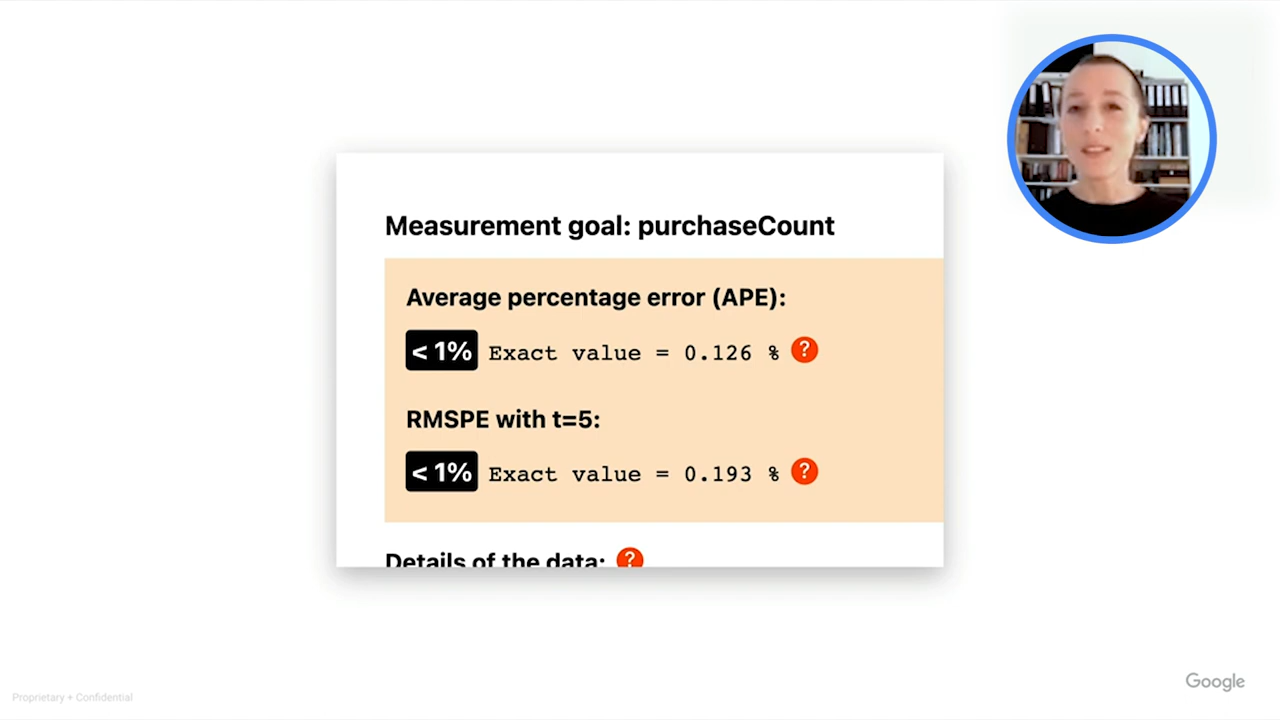 Measurement goal: purchaseCount
Average percentage error (APE):
< 1% Exact value = 0.126 % ?
RMSPE with t=5:
< 1% Exact value = 0.193 % ?
Details of the data: ?
Proprietary + Confidential
Google